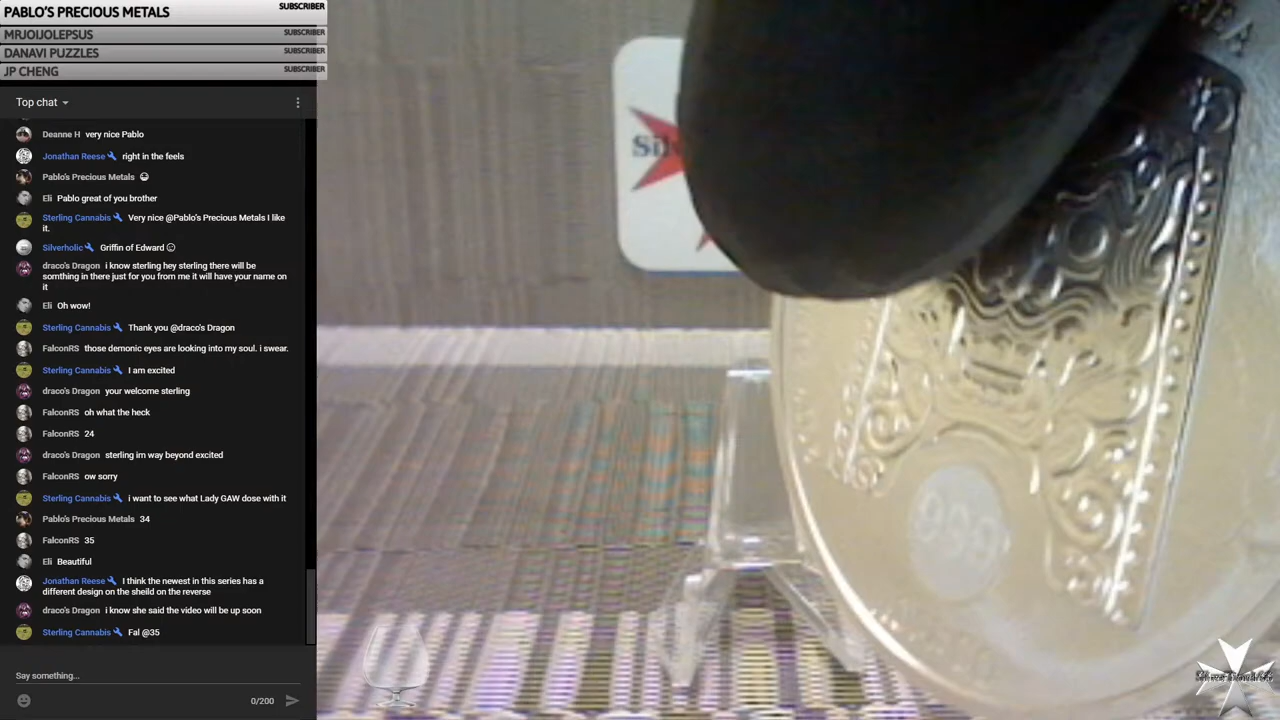 PABLO'S PRECIOUS METALS SUBSCRIBER
MRJOIJOLEPSUS SUBSCRIBER
DANAVI PUZZLES SUBSCRIBER
JP CHENG SUBSCRIBER
Top chat
Deanne H very nice Pablo
Jonathan Reese right in the feels
Pablo's Precious Metals
Eli Pablo great of you brother
Sterling Cannabis Very nice @Pablo's Precious Metals I like
it.
Silverholic Griffin of Edward
draco's Dragon i know sterling hey sterling there will be
somthing in there just for you from me it will have your name on
it
Eli Oh wow!
Sterling Cannabis Thank you @draco's Dragon
FalconRS those demonic eyes are looking into my soul. i swear.
Sterling Cannabis I am excited
draco's Dragon your welcome sterling
FalconRS oh what the heck
FalconRS 24
draco's Dragon sterling im way beyond excited
FalconRS ow sorry
Sterling Cannabis i want to see what Lady GAW dose with it
Pablo's Precious Metals 34
FalconRS 35
Eli Beautiful
Jonathan Reese I think the newest in this series has a
different design on the sheild on the reverse
draco's Dragon i know she said the video will be up soon
Sterling Cannabis Fal @35
Say something...
0/200